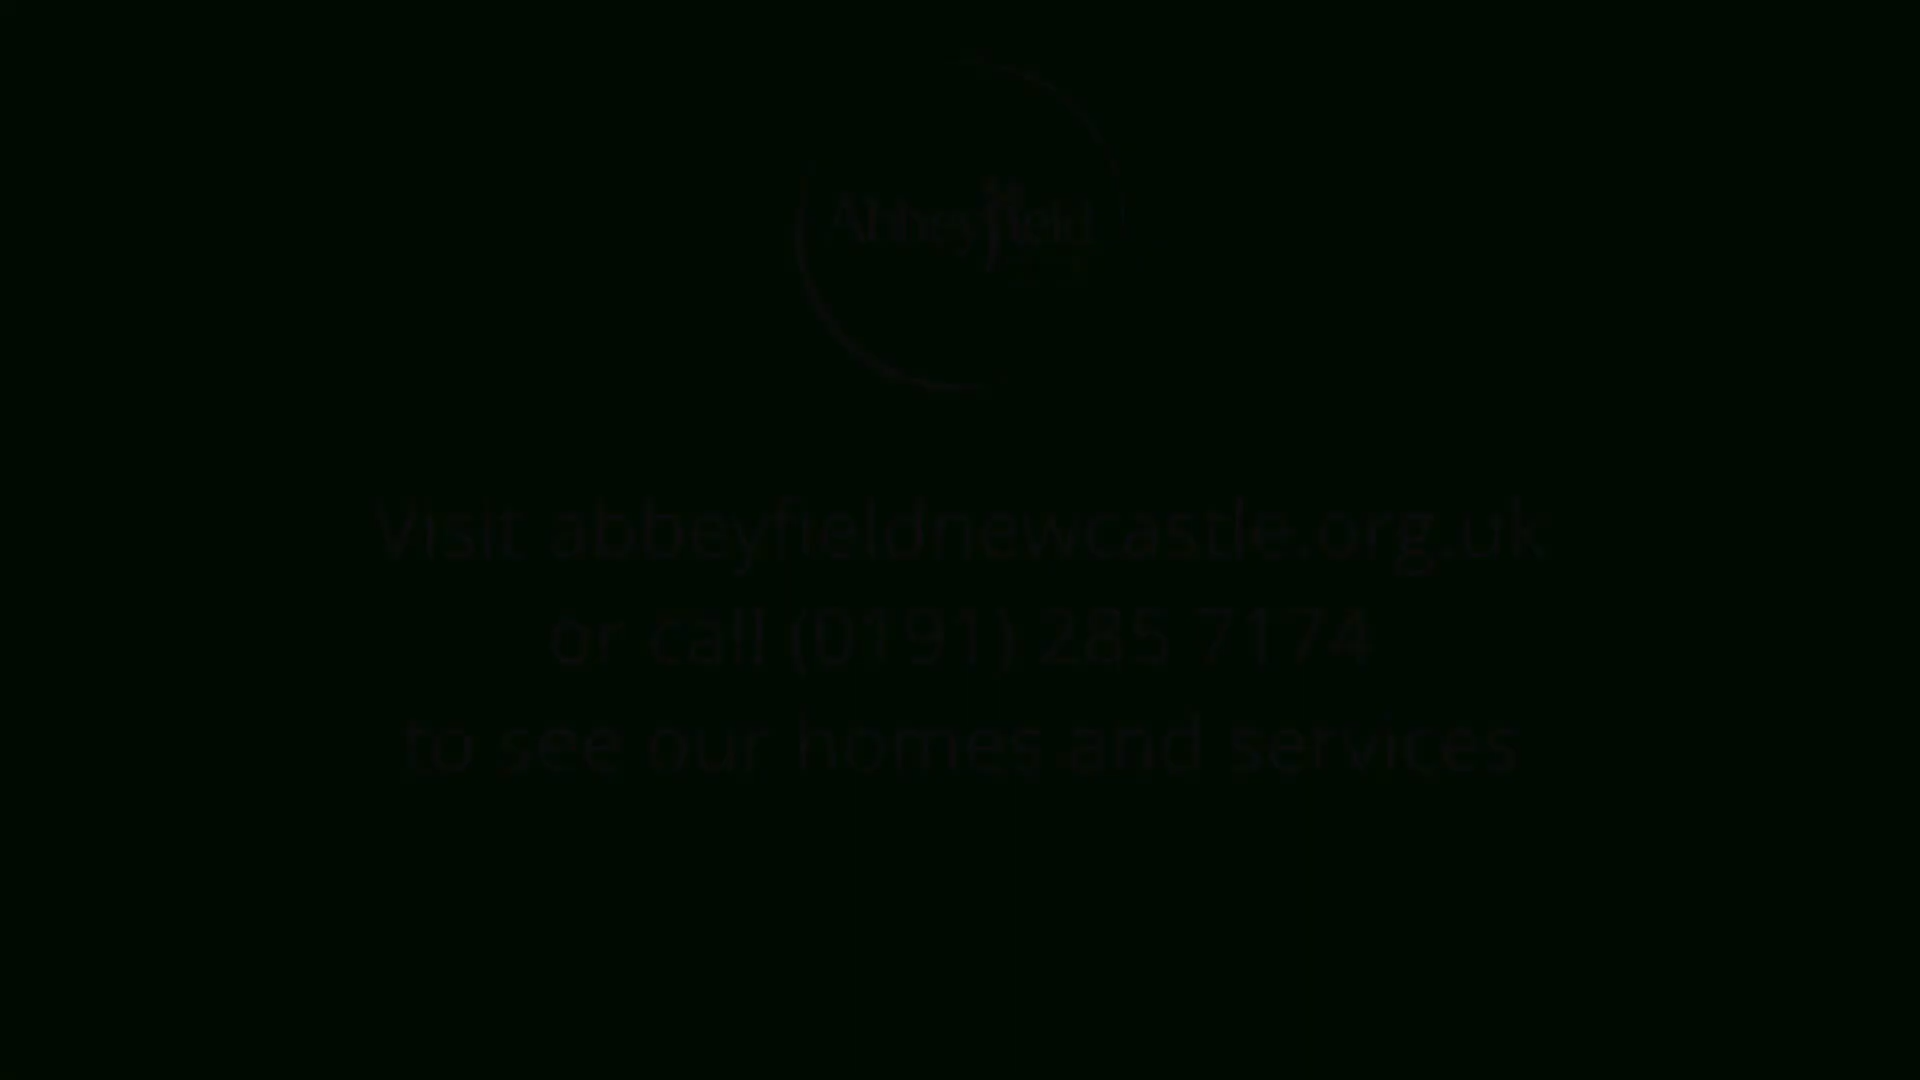 Abbeyfield
Visit abbeyfieldnewcastle.org.uk
or call (0191) 285 7174
to see our homes and services